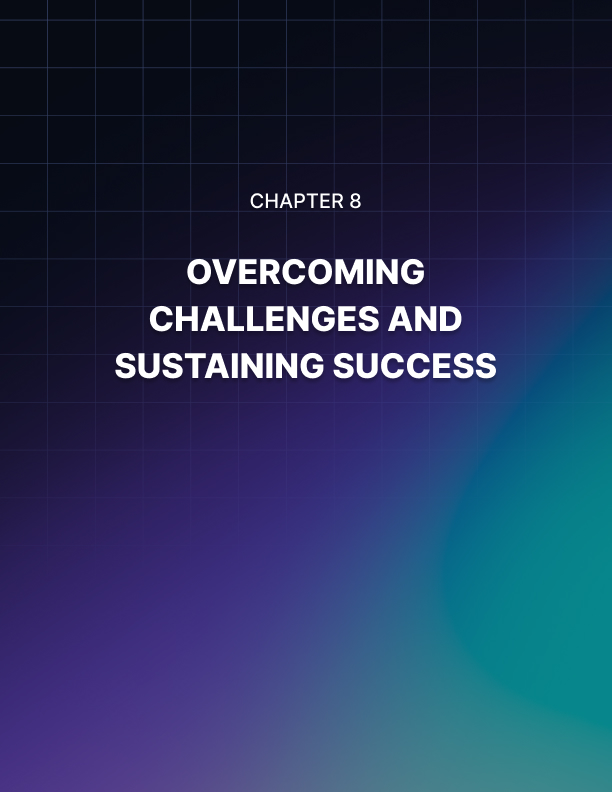 CHAPTER 8
OVERCOMING
CHALLENGES AND
SUSTAINING SUCCESS